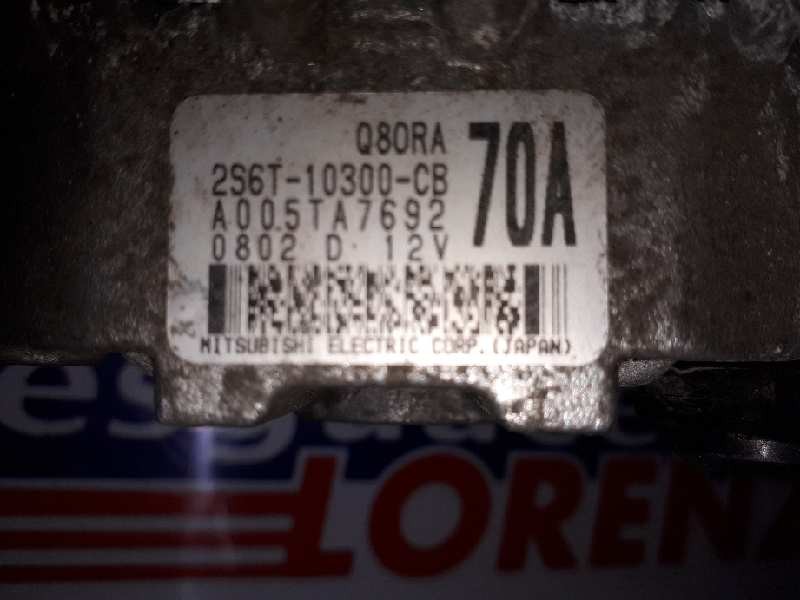 Q80RA
70A
2S6T-10300-CB
A005TA7692
0802 D 12V
MITSUBISHI ELECTRIC CORP.(JAPAN)
LORENZ